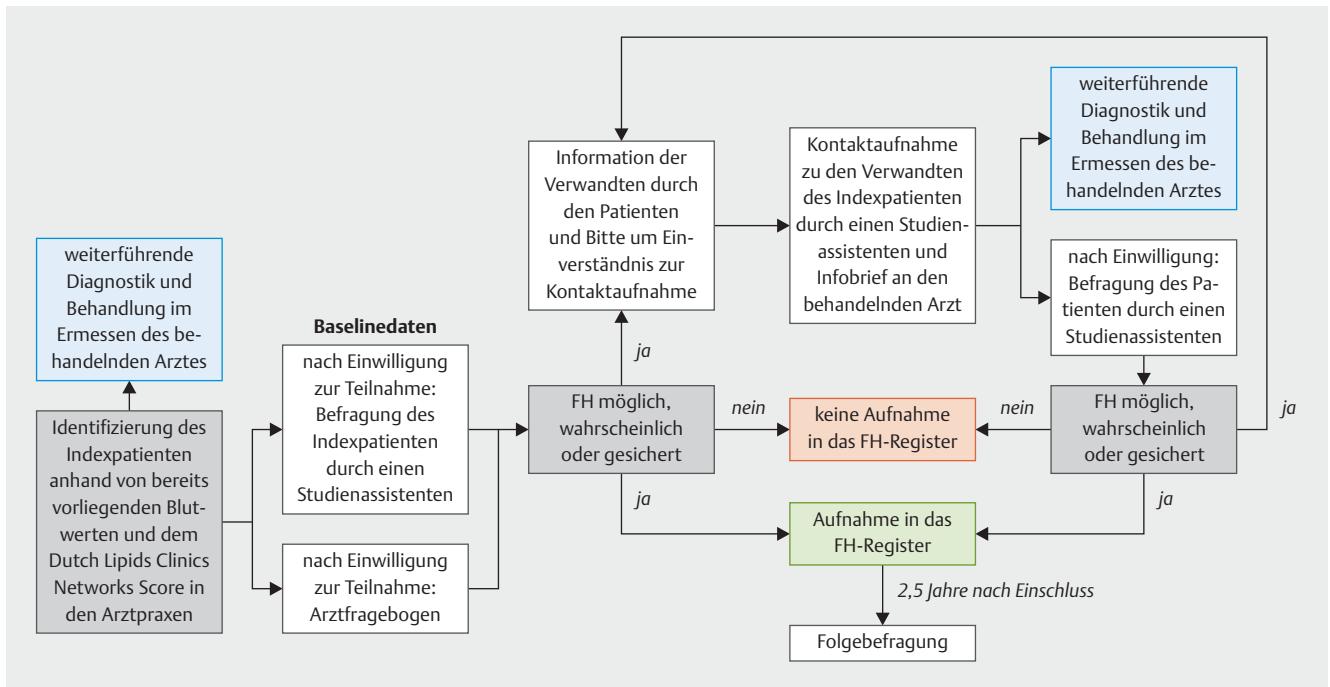 weiterführende
Diagnostik und
Behandlung im
Ermessen des be-
handelnden Arztes
Identifizierung des
Indexpatienten
anhand von bereits
vorliegenden Blut-
werten und dem
Dutch Lipids Clinics
Networks Score in
den Arztpraxen
Baselinedaten
nach Einwilligung
zur Teilnahme:
Befragung des
Indexpatienten
durch einen
Studienassistenten
nach Einwilligung
zur Teilnahme:
Arztfragebogen
Information der
Verwandten durch
den Patienten
und Bitte um Ein-
verständnis zur
Kontaktaufnahme
ja
FH möglich,
wahrscheinlich
oder gesichert
nein
ja
Kontaktaufnahme
zu den Verwandten
des Indexpatienten
durch einen Studien-
assistenten und
Infobrief an den
behandelnden Arzt
keine Aufnahme
in das FH-Register
Aufnahme in das
FH-Register
2,5 Jahre nach Einschluss
Folgebefragung
weiterführende
Diagnostik und
Behandlung im
Ermessen des be-
handelnden Arztes
nach Einwilligung:
Befragung des Pa-
tienten durch einen
Studienassistenten
nein
FH möglich,
wahrscheinlich
oder gesichert
ja
ja